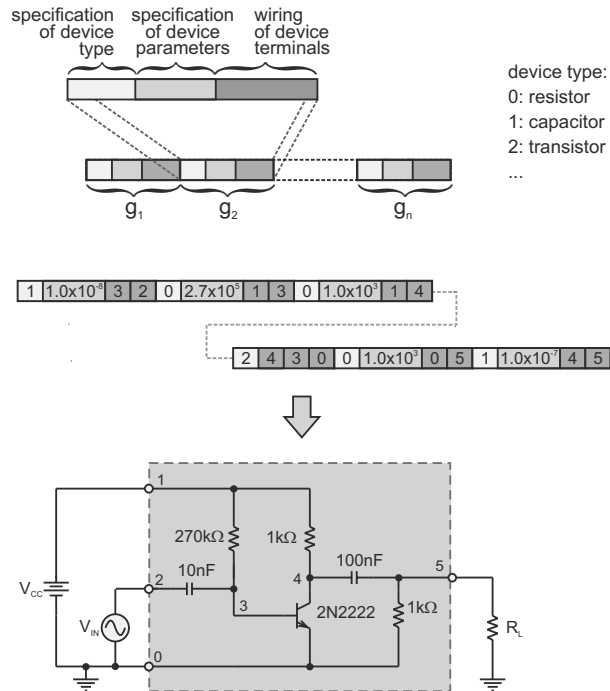 specification of device type
specification of device parameters
wiring of device terminals
device type:
0: resistor
1: capacitor
2: transistor
...
g1 g2 gn
1 1.0x10-8 3 2 0 2.7x105 1 3 0 1.0x103 1 4
2 4 3 0 0 1.0x103 0 5 1 1.0x10-7 4 5
1
270kΩ 1kΩ
10nF 100nF
2 4 5
VCC
3 2N2222 1kΩ
VIN RL
0